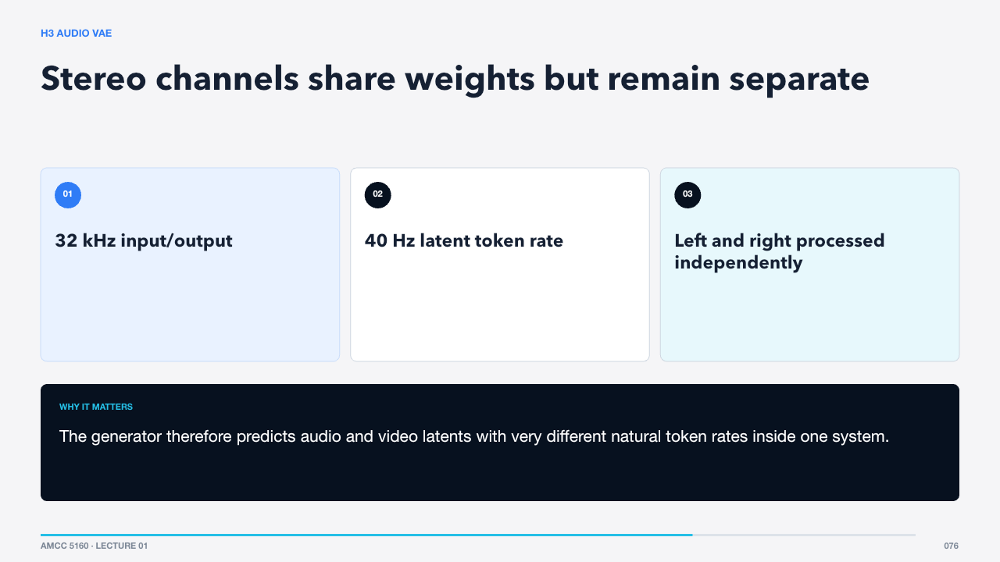 H3 AUDIO VAE
Stereo channels share weights but remain separate
01
32 kHz input/output
02
40 Hz latent token rate
03
Left and right processed
independently
WHY IT MATTERS
The generator therefore predicts audio and video latents with very different natural token rates inside one system.
AMCC 5160 · LECTURE 01
076